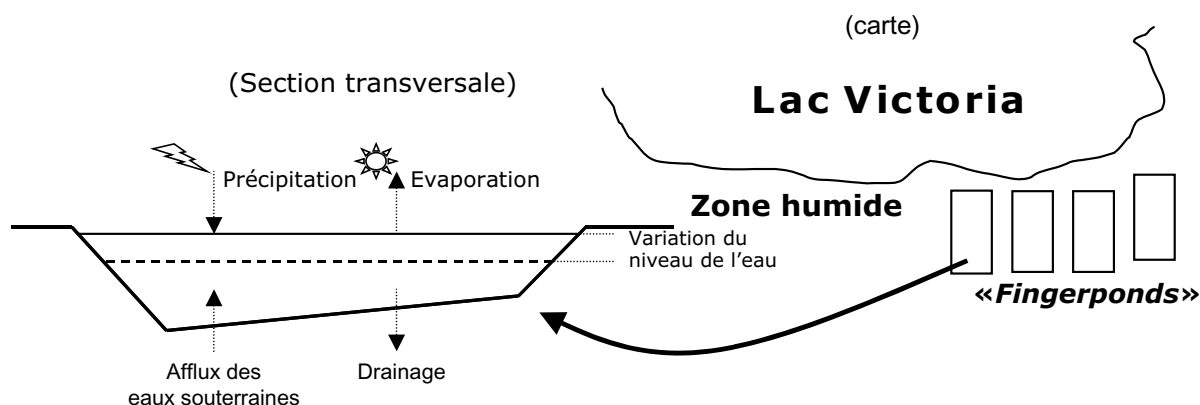 (carte)
(Section transversale)
Lac Victoria
Précipitation
Evaporation
Zone humide
Variation du
niveau de l'eau
«Fingerponds»
Afflux des
eaux souterraines
Drainage